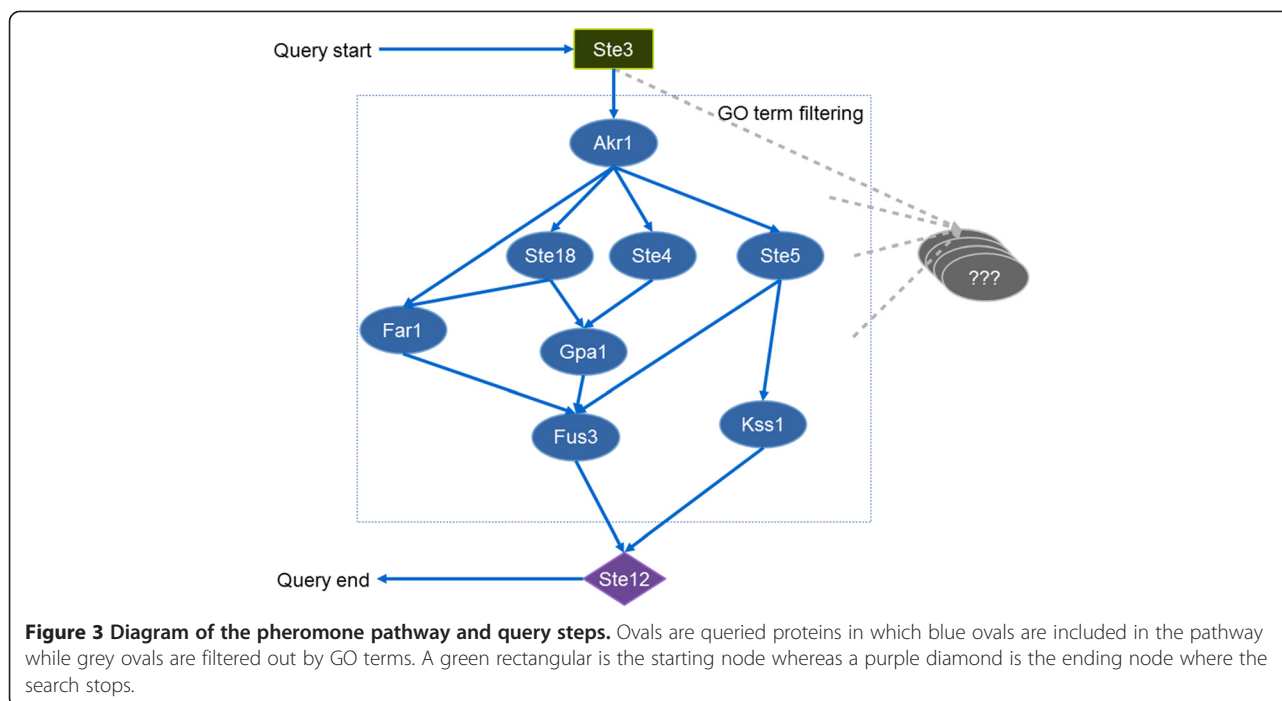 Query start
Ste3
GO term filtering
Akr1
Ste18
Ste4
Ste5
???
Far1
Gpa1
Fus3
Kss1
Query end
Ste12
Figure 3 Diagram of the pheromone pathway and query steps. Ovals are queried proteins in which blue ovals are included in the pathway
while grey ovals are filtered out by GO terms. A green rectangular is the starting node whereas a purple diamond is the ending node where the
search stops.